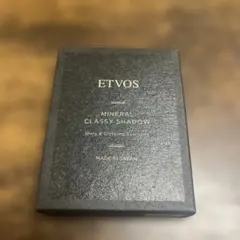 ETVOS
MINERAL
CLASSY SHADOW
MADE IN JAPAN